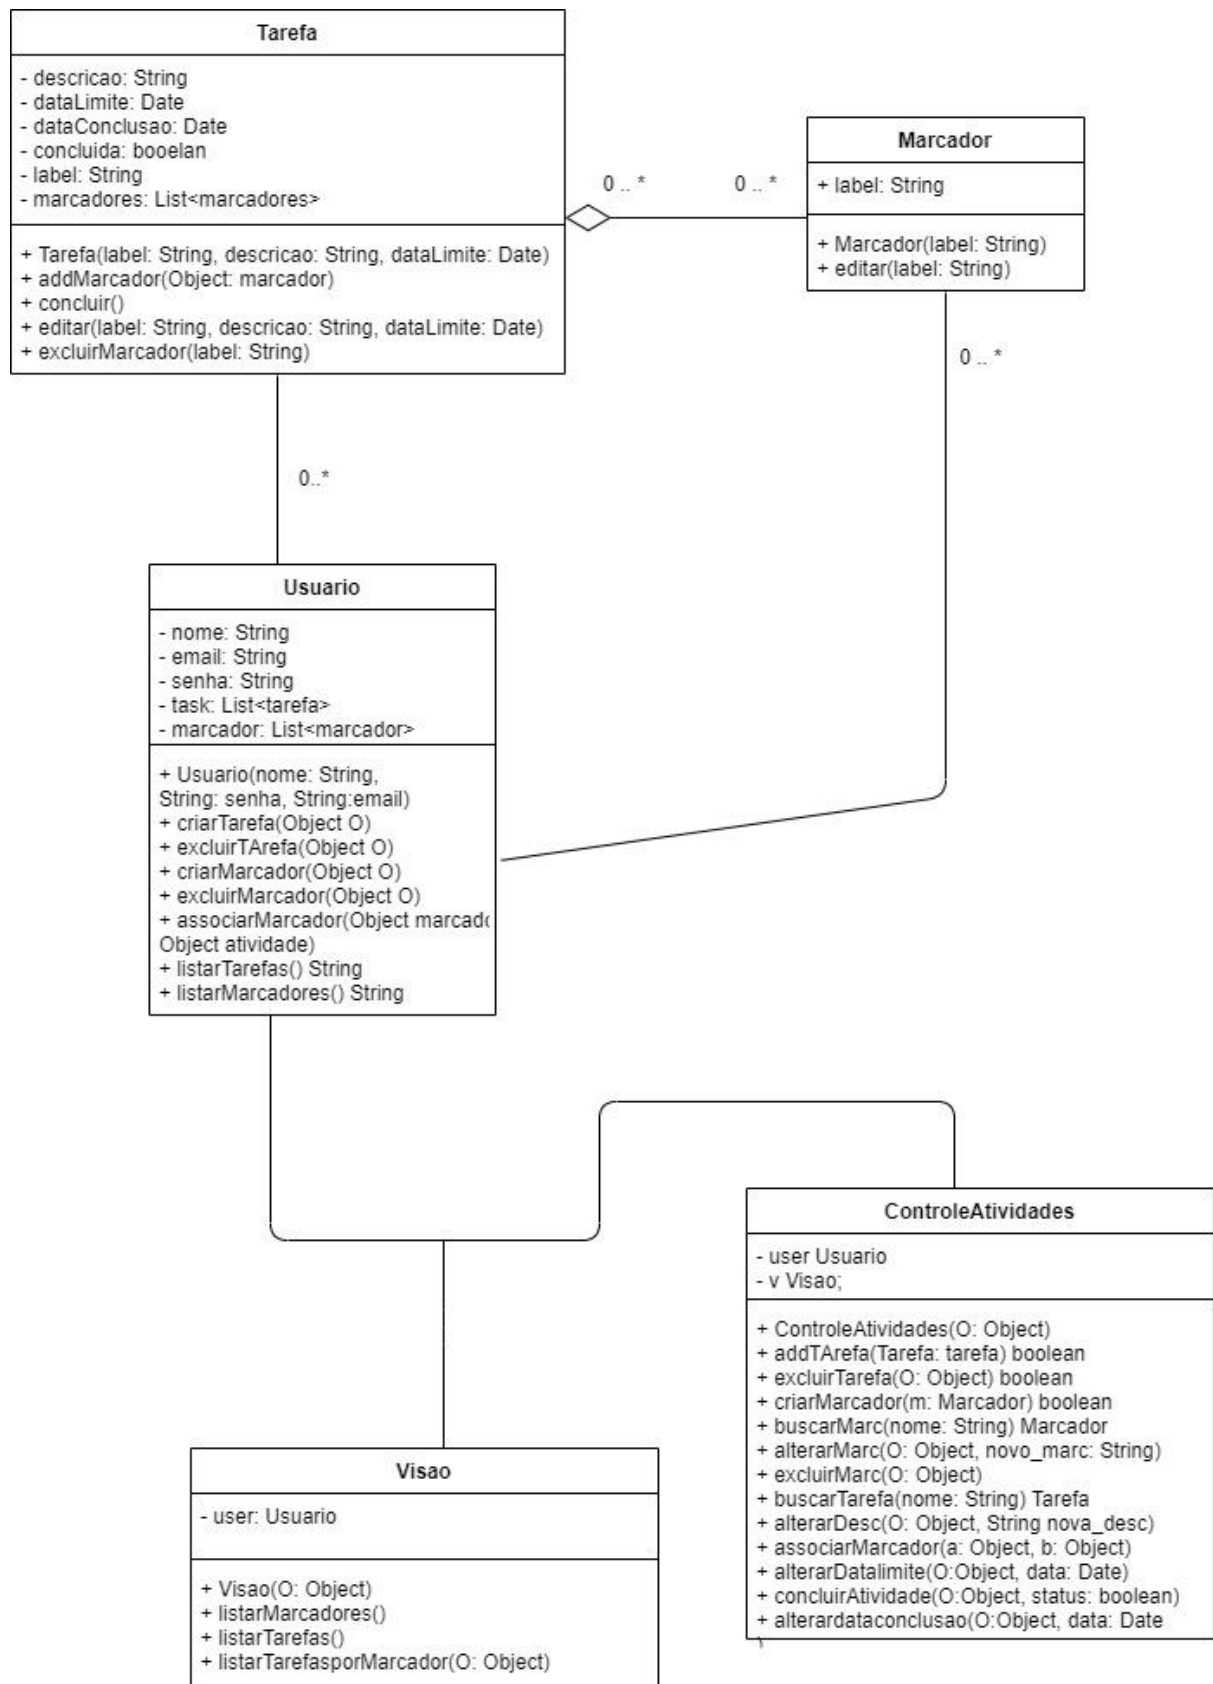 Tarefa
- descricao: String
- dataLimite: Date
- dataConclusao: Date
- concluida: booelan
- label: String
- marcadores: List<marcadores>
+ Tarefa(label: String, descricao: String, dataLimite: Date)
+ addMarcador(Object: marcador)
+ concluir()
+ editar(label: String, descricao: String, dataLimite: Date)
+ excluirMarcador(label: String)
0 .. *
0 .. *
Marcador
+ label: String
+ Marcador(label: String)
+ editar(label: String)
0 .. *
0..*
Usuario
- nome: String
- email: String
- senha: String
- task: List<tarefa>
- marcador: List<marcador>
+ Usuario(nome: String,
String: senha, String:email)
+ criarTarefa(Object O)
+ excluirTArefa(Object O)
+ criarMarcador(Object O)
+ excluirMarcador(Object O)
+ associarMarcador(Object marcad
Object atividade)
+ listarTarefas() String
+ listarMarcadores() String
ControleAtividades
- user Usuario
- v Visao;
+ ControleAtividades(O: Object)
+ addTArefa(Tarefa: tarefa) boolean
+ excluirTarefa(O: Object) boolean
+ criarMarcador(m: Marcador) boolean
+ buscarMarc(nome: String) Marcador
+ alterarMarc(O: Object, novo_marc: String)
+ excluirMarc(O: Object)
+ buscarTarefa(nome: String) Tarefa
+ alterarDesc(O: Object, String nova_desc)
+ associarMarcador(a: Object, b: Object)
+ alterarDatalimite(O:Object, data: Date)
+ concluirAtividade(O:Object, status: boolean)
+ alterardataconclusao(O:Object, data: Date
Visao
- user: Usuario
+ Visao(O: Object)
+ listarMarcadores()
+ listarTarefas()
+ listarTarefasporMarcador(O: Object)